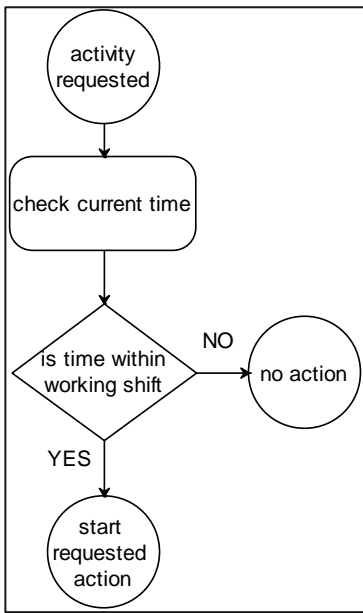 activity
requested
check current time
is time within
working shift
NO
no action
YES
start
requested
action